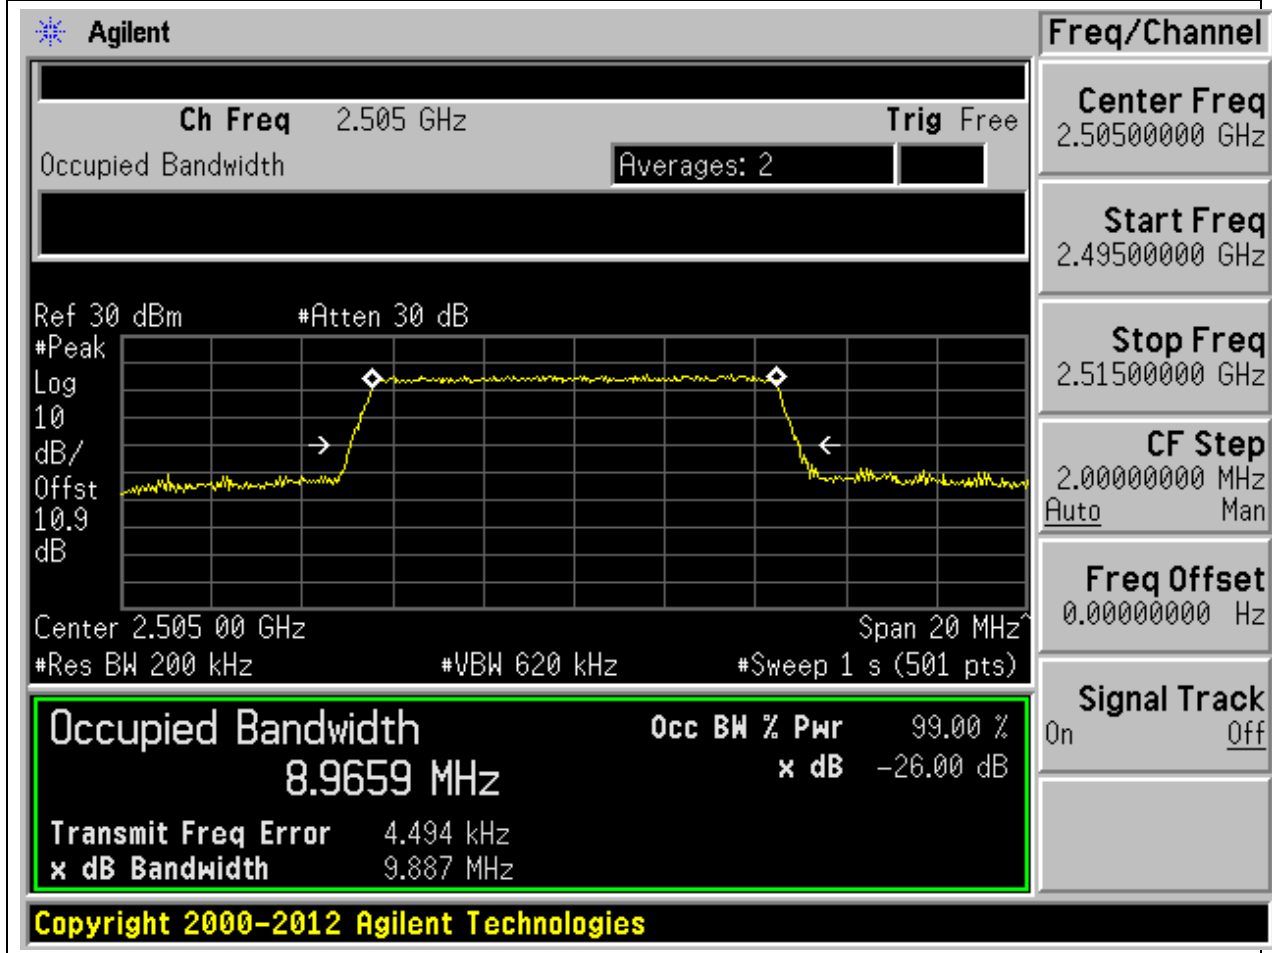 Agilent
Freq/Channel
Ch Freq 2.505 GHz Trig Free
Occupied Bandwidth Averages: 2
Center Freq
2.50500000 GHz
Start Freq
2.49500000 GHz
Stop Freq
2.51500000 GHz
CF Step
2.00000000 MHz
Auto Man
Freq Offset
0.00000000 Hz
Signal Track
On Off
Ref 30 dBm #Atten 30 dB
#Peak
Log
10
dB/
Offst
10.9
dB
Center 2.505 00 GHz Span 20 MHz^
#Res BW 200 kHz #VBW 620 kHz #Sweep 1 s (501 pts)
Occupied Bandwidth Occ BW % Pwr 99.00 %
8.9659 MHz x dB -26.00 dB
Transmit Freq Error 4.494 kHz
x dB Bandwidth 9.887 MHz
Copyright 2000-2012 Agilent Technologies